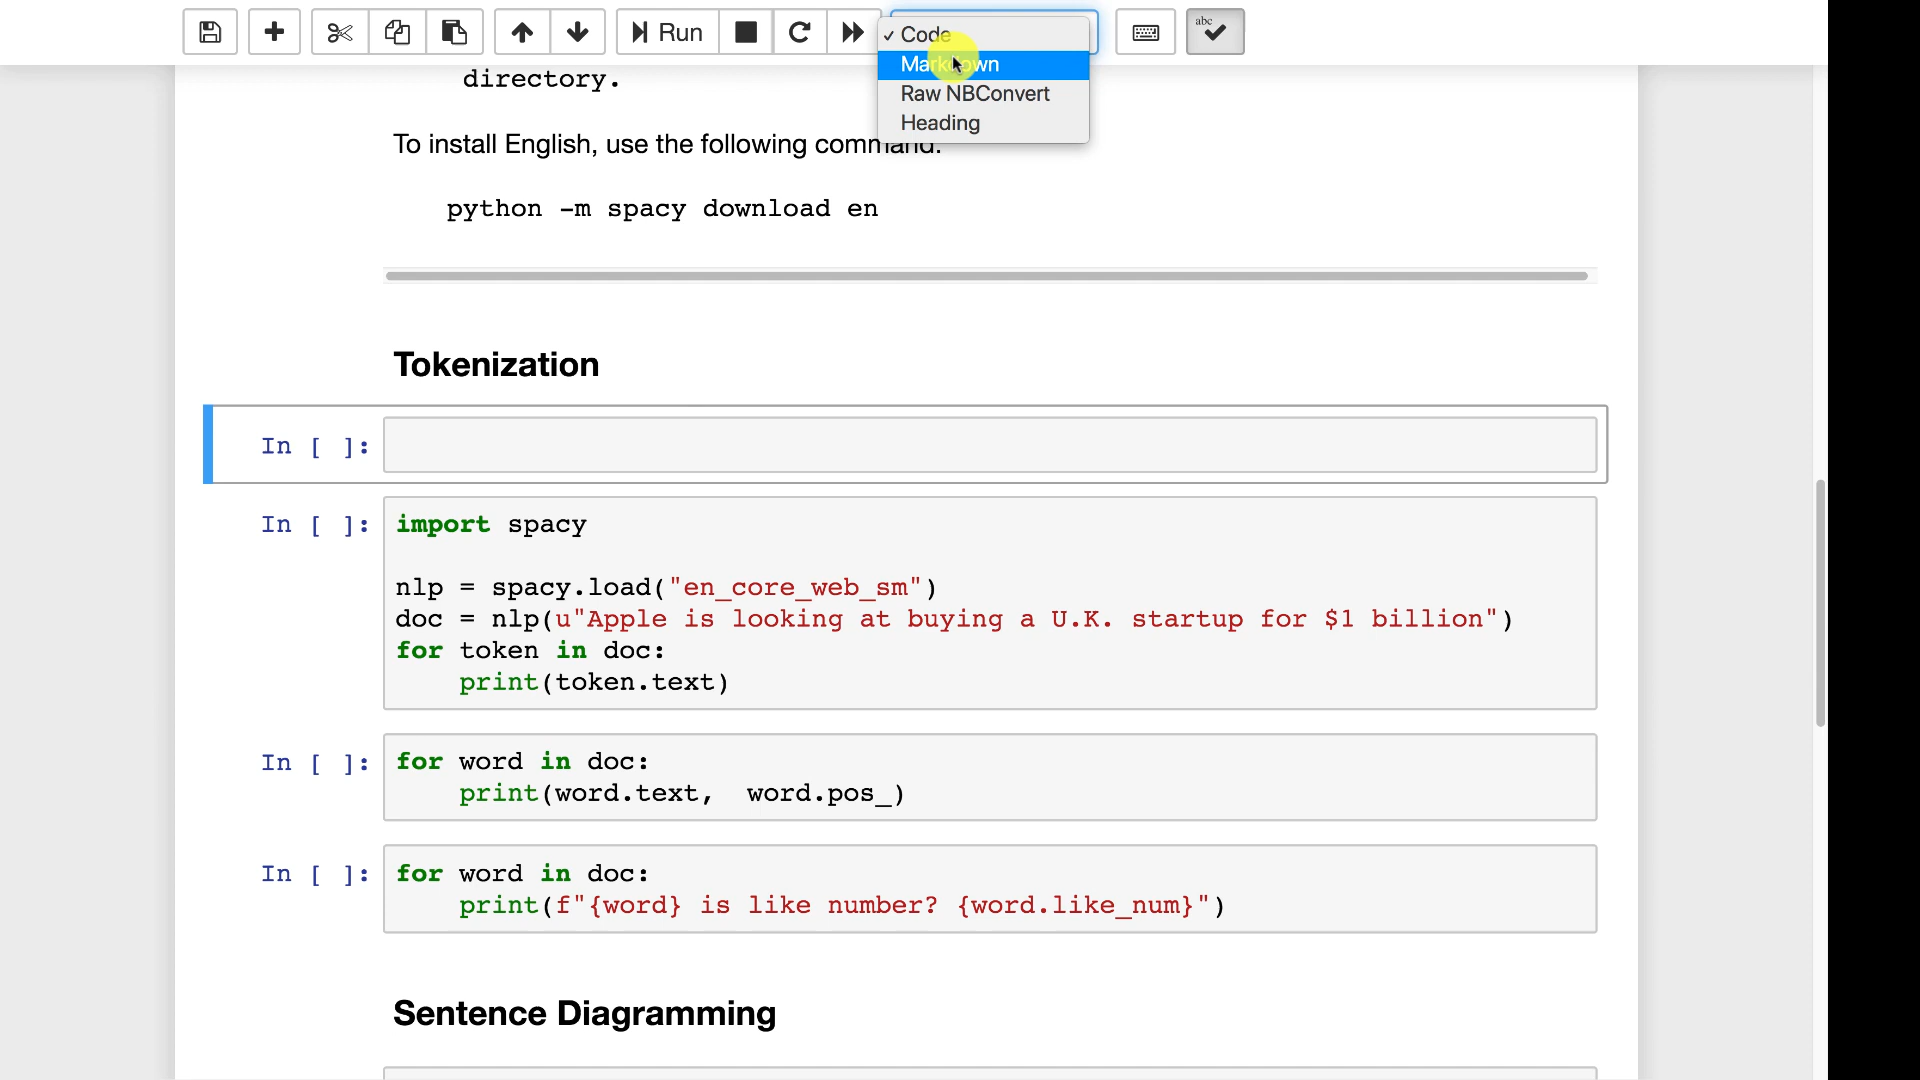 Run
abc
✓ Code
Markdown
Raw NBConvert
Heading
directory.
To install English, use the following command:
python -m spacy download en
Tokenization
In [ ]:
In [ ]: import spacy
nlp = spacy.load("en_core_web_sm")
doc = nlp(u"Apple is looking at buying a U.K. startup for $1 billion")
for token in doc:
    print(token.text)
In [ ]: for word in doc:
    print(word.text,  word.pos_)
In [ ]: for word in doc:
    print(f"{word} is like number? {word.like_num}")
Sentence Diagramming